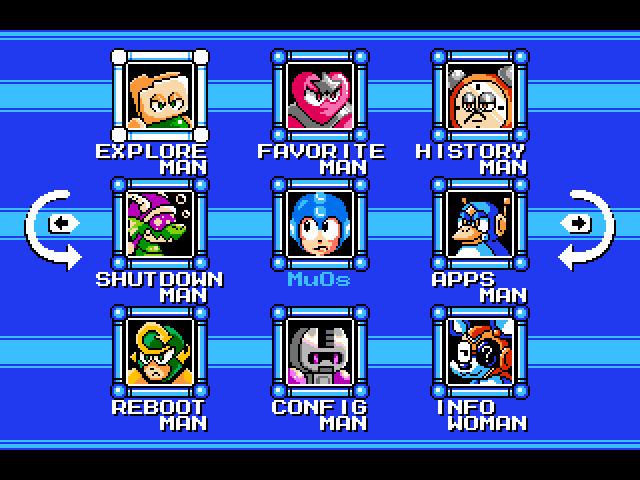 EXPLORE
MAN
FAVORITE
MAN
HISTORY
MAN
SHUTDOWN
MAN
MuOs
APPS
MAN
REBOOT
MAN
CONFIG
MAN
INFO
WOMAN